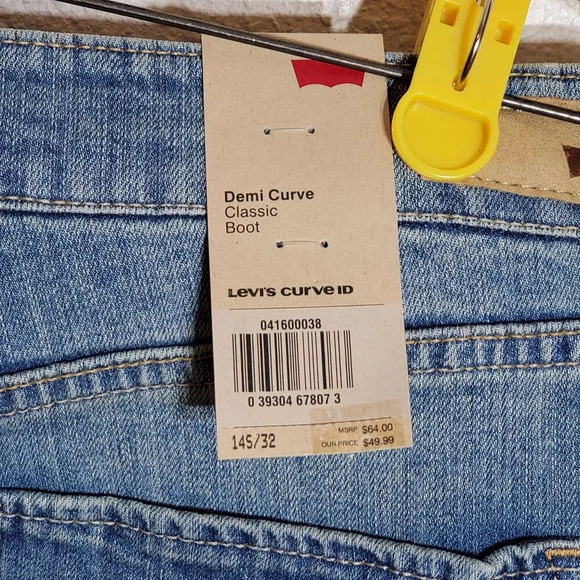 Demi Curve
Classic
Boot
Levi's Curve ID
041600038
0 39304 67807 3
14S/32
MSRP $64.00
OUR PRICE $49.99